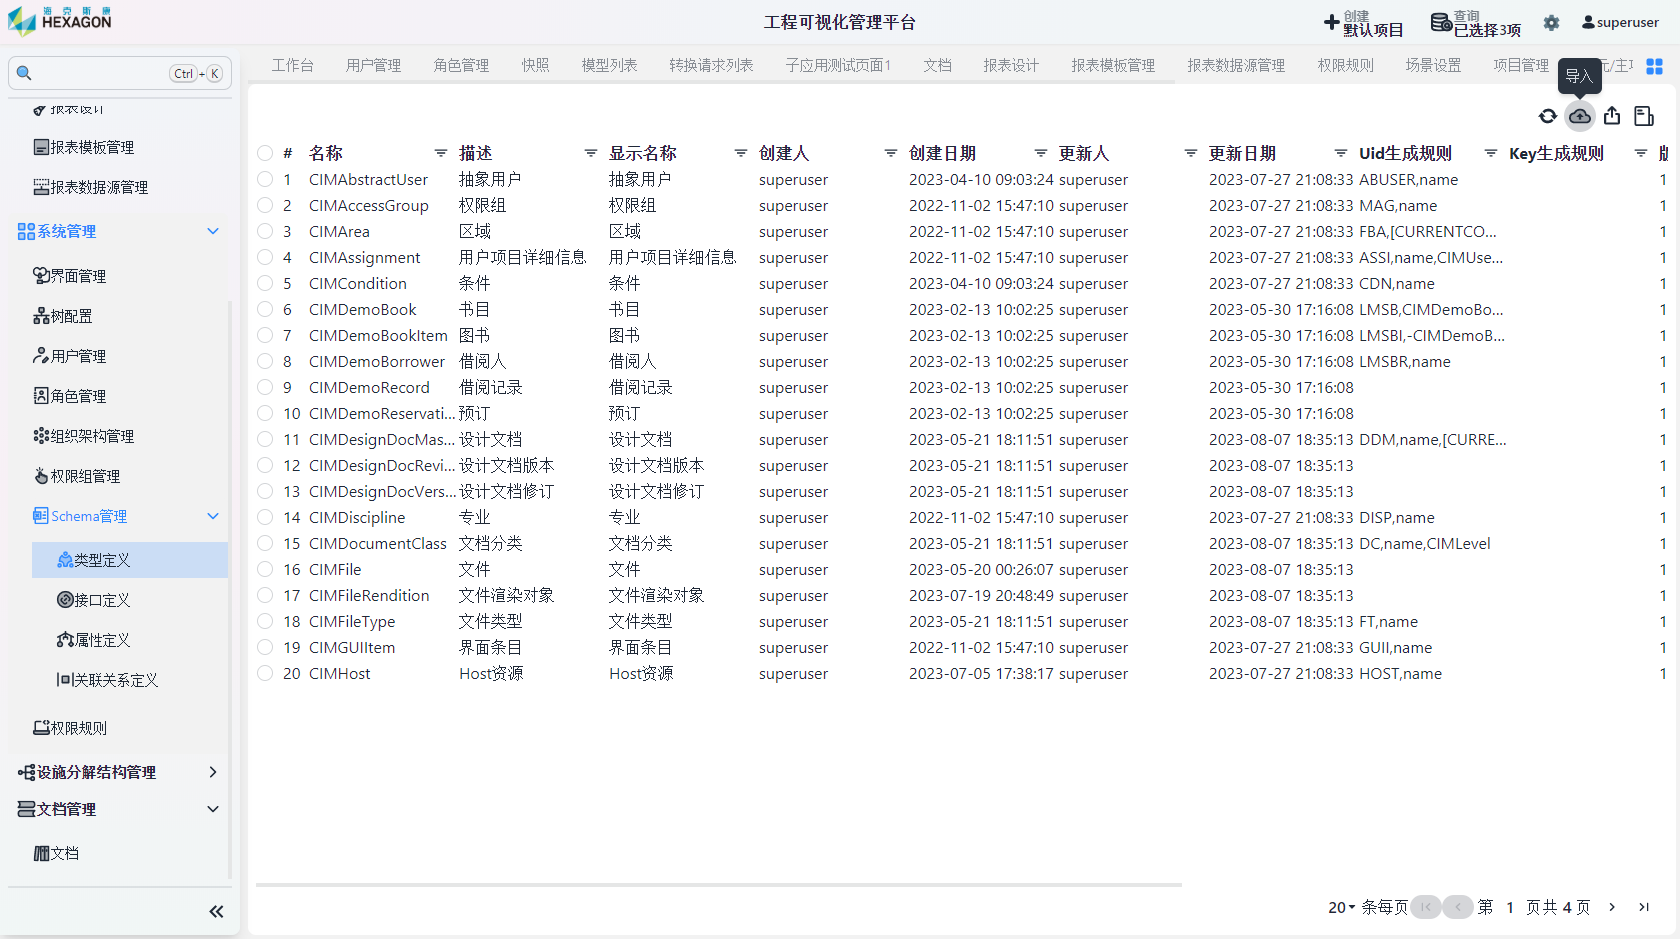 海克斯康
HEXAGON
工程可视化管理平台
创建
默认项目
查询
已选择3项
superuser
Ctrl + K
报表设计
报表模板管理
报表数据源管理
系统管理
界面管理
树配置
用户管理
角色管理
组织架构管理
权限组管理
Schema管理
类型定义
接口定义
属性定义
关联关系定义
权限规则
设施分解结构管理
文档管理
文档
工作台 用户管理 角色管理 快照 模型列表 转换请求列表 子应用测试页面1 文档 报表设计 报表模板管理 报表数据源管理 权限规则 场景设置 项目管理 元/主项
导入
# 名称 描述 显示名称 创建人 创建日期 更新人 更新日期 Uid生成规则 Key生成规则 版
1 CIMAbstractUser 抽象用户 抽象用户 superuser 2023-04-10 09:03:24 superuser 2023-07-27 21:08:33 ABUSER,name 1
2 CIMAccessGroup 权限组 权限组 superuser 2022-11-02 15:47:10 superuser 2023-07-27 21:08:33 MAG,name 1
3 CIMArea 区域 区域 superuser 2022-11-02 15:47:10 superuser 2023-07-27 21:08:33 FBA,[CURRENTCO... 1
4 CIMAssignment 用户项目详细信息 用户项目详细信息 superuser 2022-11-02 15:47:10 superuser 2023-07-27 21:08:33 ASSI,name,CIMUse... 1
5 CIMCondition 条件 条件 superuser 2023-04-10 09:03:24 superuser 2023-07-27 21:08:33 CDN,name 1
6 CIMDemoBook 书目 书目 superuser 2023-02-13 10:02:25 superuser 2023-05-30 17:16:08 LMSB,CIMDemoBo... 1
7 CIMDemoBookItem 图书 图书 superuser 2023-02-13 10:02:25 superuser 2023-05-30 17:16:08 LMSBI,-CIMDemoB... 1
8 CIMDemoBorrower 借阅人 借阅人 superuser 2023-02-13 10:02:25 superuser 2023-05-30 17:16:08 LMSBR,name 1
9 CIMDemoRecord 借阅记录 借阅记录 superuser 2023-02-13 10:02:25 superuser 2023-05-30 17:16:08 1
10 CIMDemoReservati... 预订 预订 superuser 2023-02-13 10:02:25 superuser 2023-05-30 17:16:08 1
11 CIMDesignDocMas... 设计文档 设计文档 superuser 2023-05-21 18:11:51 superuser 2023-08-07 18:35:13 DDM,name,[CURRE... 1
12 CIMDesignDocRevi... 设计文档版本 设计文档版本 superuser 2023-05-21 18:11:51 superuser 2023-08-07 18:35:13 1
13 CIMDesignDocVers... 设计文档修订 设计文档修订 superuser 2023-05-21 18:11:51 superuser 2023-08-07 18:35:13 1
14 CIMDiscipline 专业 专业 superuser 2022-11-02 15:47:10 superuser 2023-07-27 21:08:33 DISP,name 1
15 CIMDocumentClass 文档分类 文档分类 superuser 2023-05-21 18:11:51 superuser 2023-08-07 18:35:13 DC,name,CIMLevel 1
16 CIMFile 文件 文件 superuser 2023-05-20 00:26:07 superuser 2023-08-07 18:35:13 1
17 CIMFileRendition 文件渲染对象 文件渲染对象 superuser 2023-07-19 20:48:49 superuser 2023-08-07 18:35:13 1
18 CIMFileType 文件类型 文件类型 superuser 2023-05-21 18:11:51 superuser 2023-08-07 18:35:13 FT,name 1
19 CIMGUIItem 界面条目 界面条目 superuser 2022-11-02 15:47:10 superuser 2023-07-27 21:08:33 GUII,name 1
20 CIMHost Host资源 Host资源 superuser 2023-07-05 17:38:17 superuser 2023-07-27 21:08:33 HOST,name 1
20 条每页 第 1 页共 4 页